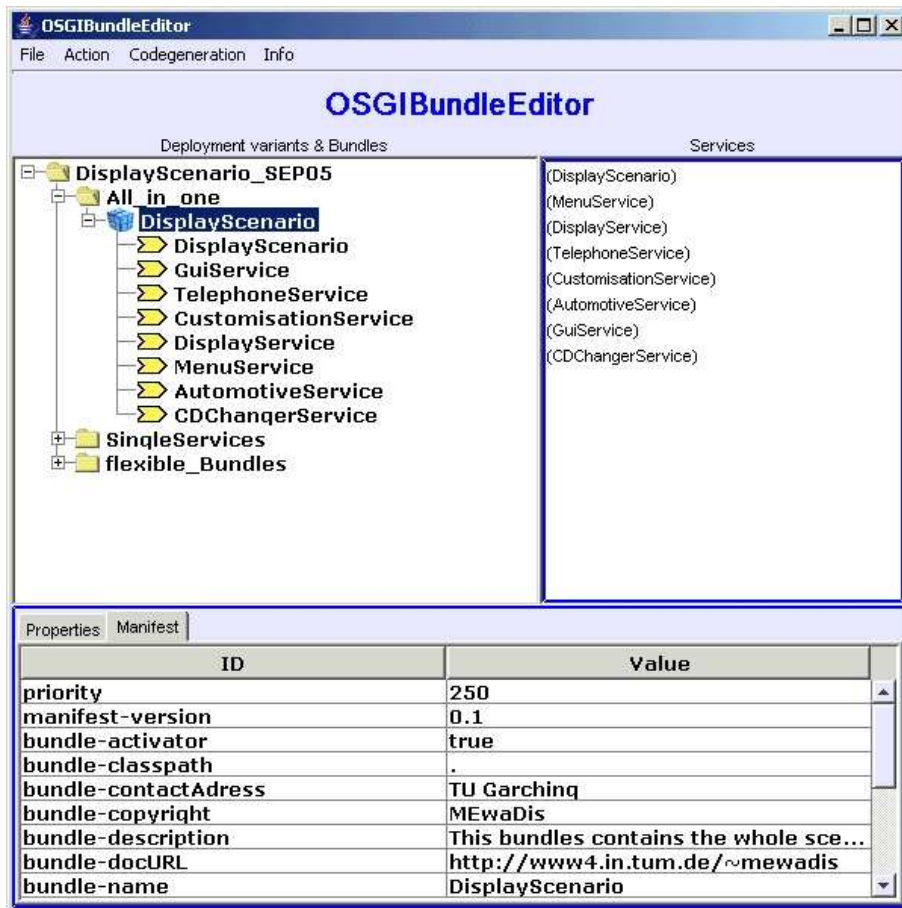 OSGIBundleEditor
File Action Codegeneration Info
OSGIBundleEditor
Deployment variants & Bundles
Services
DisplayScenario_SEP05
All_in_one
DisplayScenario
DisplayScenario
GuiService
TelephoneService
CustomisationService
DisplayService
MenuService
AutomotiveService
CDChangerService
SingleServices
flexible_Bundles
(DisplayScenario)
(MenuService)
(DisplayService)
(TelephoneService)
(CustomisationService)
(AutomotiveService)
(GuiService)
(CDChangerService)
Properties Manifest
ID Value
priority 250
manifest-version 0.1
bundle-activator true
bundle-classpath .
bundle-contactAdress TU Garching
bundle-copyright MEwaDis
bundle-description This bundles contains the whole sce...
bundle-docURL http://www4.in.tum.de/~mewadis
bundle-name DisplayScenario